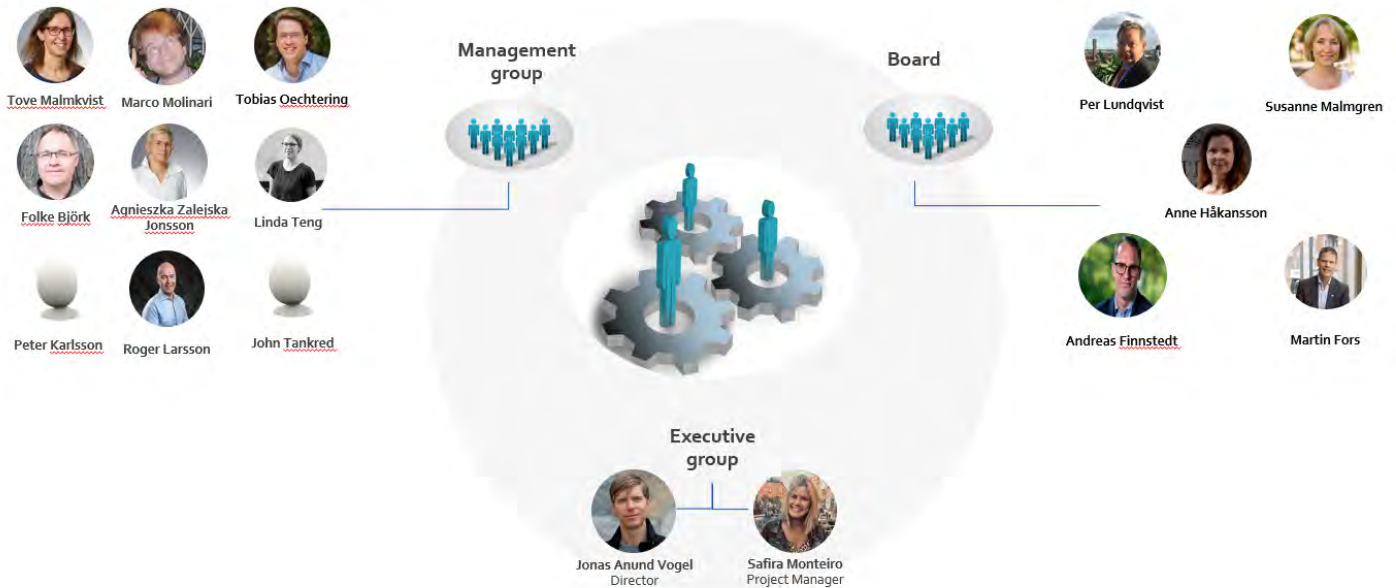 Management
group
Tove Malmkvist
Marco Molinari
Tobias Oechtering
Folke Björk
Agnieszka Zalejska
Jonsson
Linda Teng
Peter Karlsson
Roger Larsson
John Tankred
Board
Per Lundqvist
Susanne Malmgren
Anne Håkansson
Andreas Finnstedt
Martin Fors
Executive
group
Jonas Anund Vogel
Director
Safira Monteiro
Project Manager